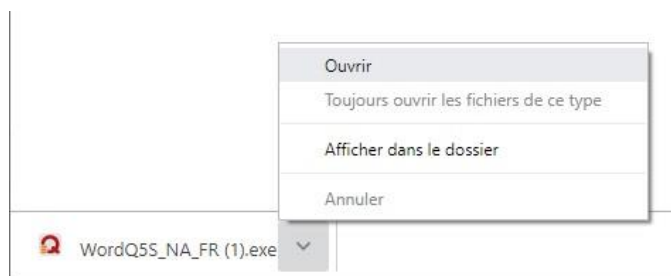 Ouvrir
Toujours ouvrir les fichiers de ce type
Afficher dans le dossier
Annuler
WordQ5S_NA_FR (1).exe